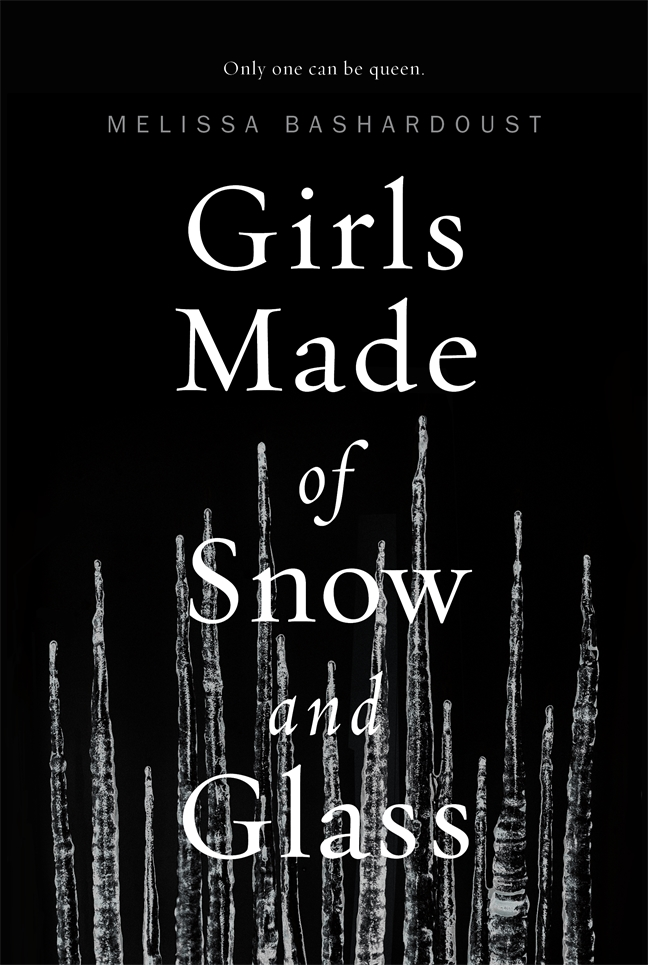 Only one can be queen.
MELISSA BASHARDOUST
Girls
Made
of
Snow
and
Glass